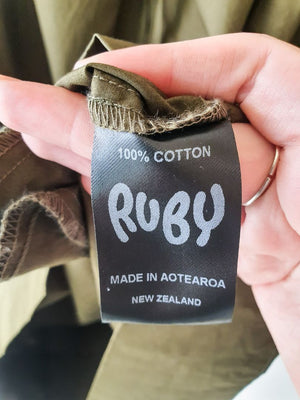 100% COTTON
RUBY
MADE IN AOTEAROA
NEW ZEALAND